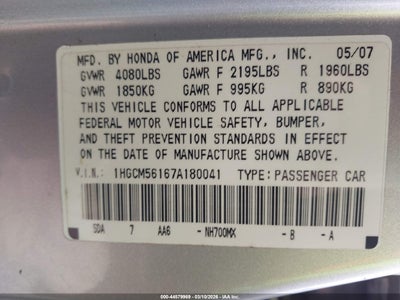 MFD. BY HONDA OF AMERICA MFG., INC. 05/07
GVWR 4080LBS GAWR F 2195LBS R 1960LBS
GVWR 1850KG GAWR F 995KG R 890KG
THIS VEHICLE CONFORMS TO ALL APPLICABLE
FEDERAL MOTOR VEHICLE SAFETY, BUMPER,
AND THEFT PREVENTION STANDARDS IN EFFECT
ON THE DATE OF MANUFACTURE SHOWN ABOVE.
V.I.N.: 1HGCM56167A180041 TYPE: PASSENGER CAR
SDA 7 AA6 -NH700MX -B -A
000-44579969 - 03/10/2026 - IAAI.COM